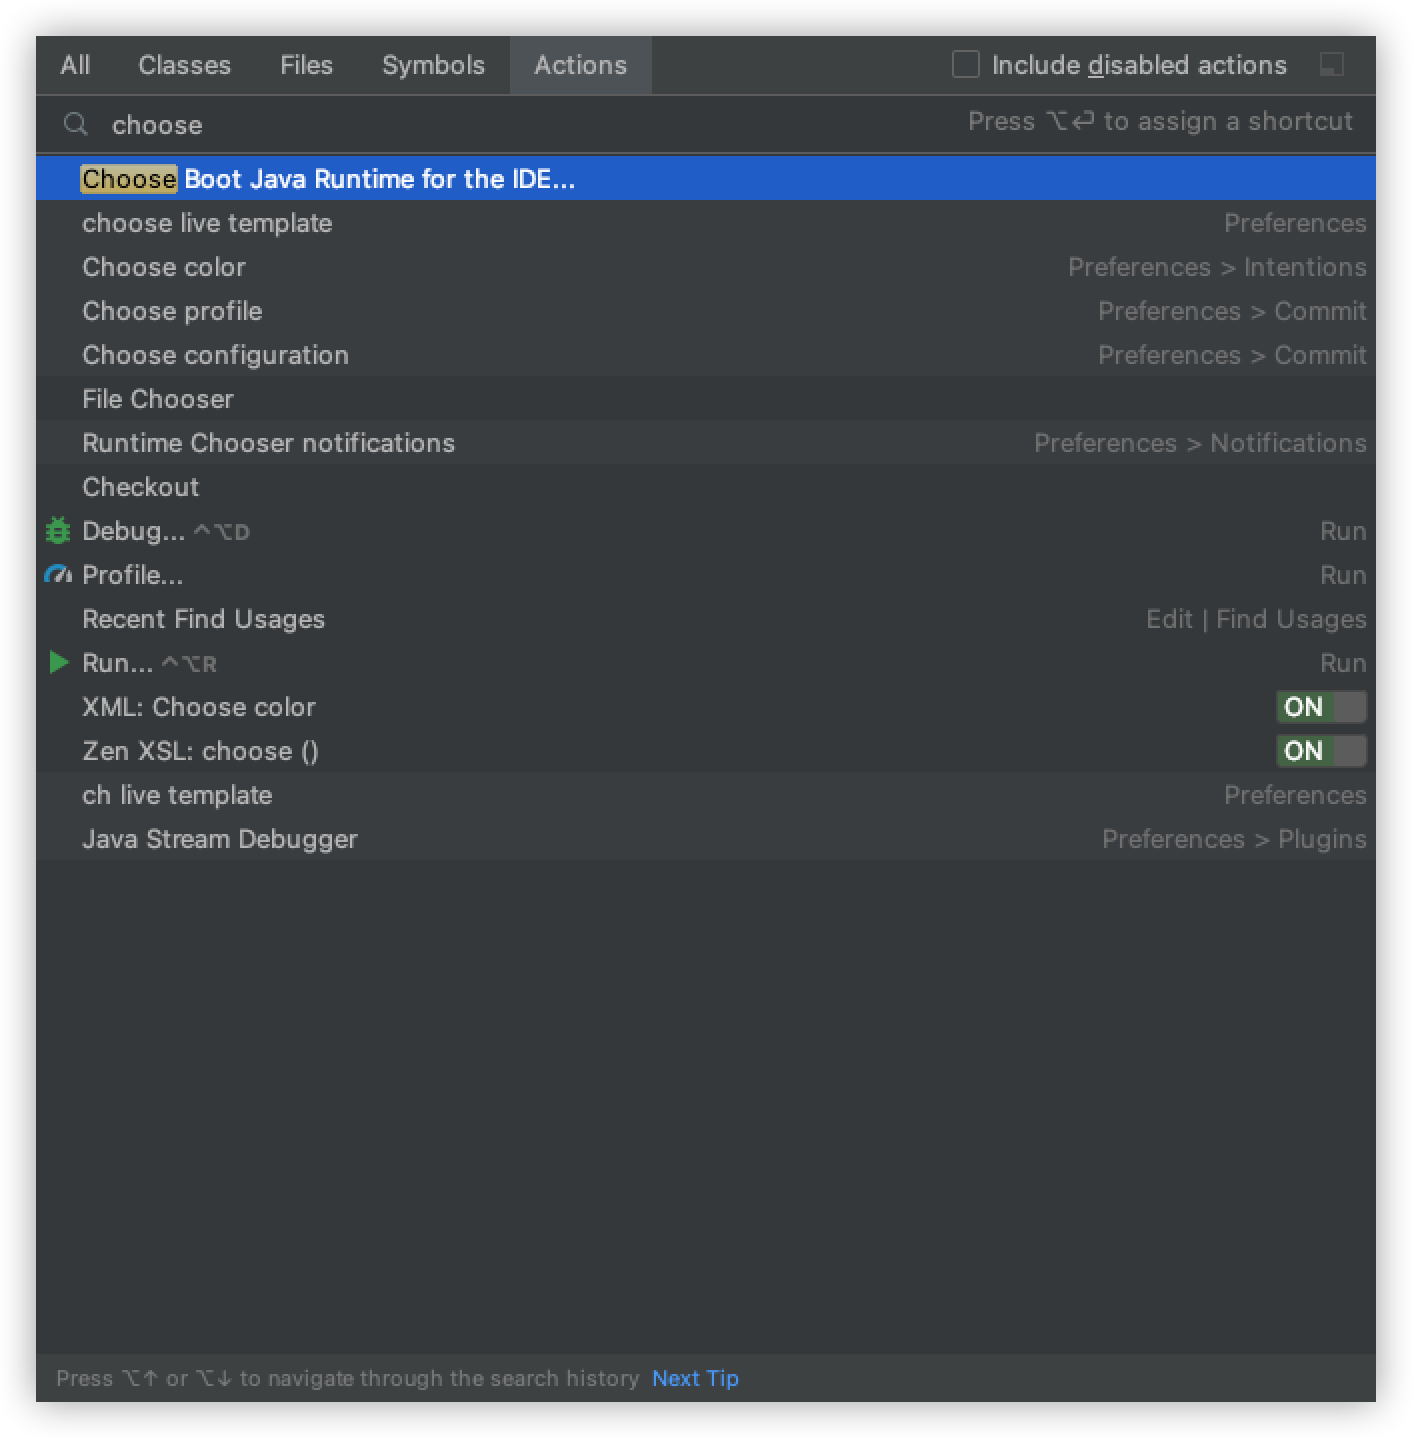 All Classes Files Symbols Actions Include disabled actions
choose Press ⌥⏎ to assign a shortcut
Choose Boot Java Runtime for the IDE...
choose live template Preferences
Choose color Preferences > Intentions
Choose profile Preferences > Commit
Choose configuration Preferences > Commit
File Chooser
Runtime Chooser notifications Preferences > Notifications
Checkout
Debug... ^⌥D Run
Profile... Run
Recent Find Usages Edit | Find Usages
Run... ^⌥R Run
XML: Choose color ON
Zen XSL: choose () ON
ch live template Preferences
Java Stream Debugger Preferences > Plugins
Press ⌥↑ or ⌥↓ to navigate through the search history Next Tip